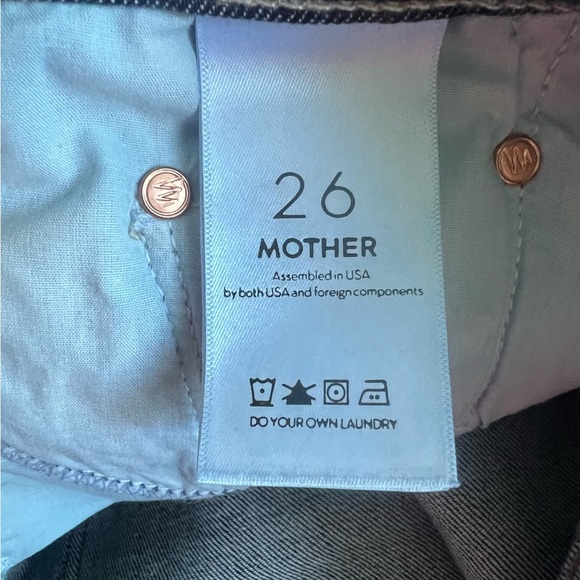 26
MOTHER
Assembled in USA
by both USA and foreign components
DO YOUR OWN LAUNDRY